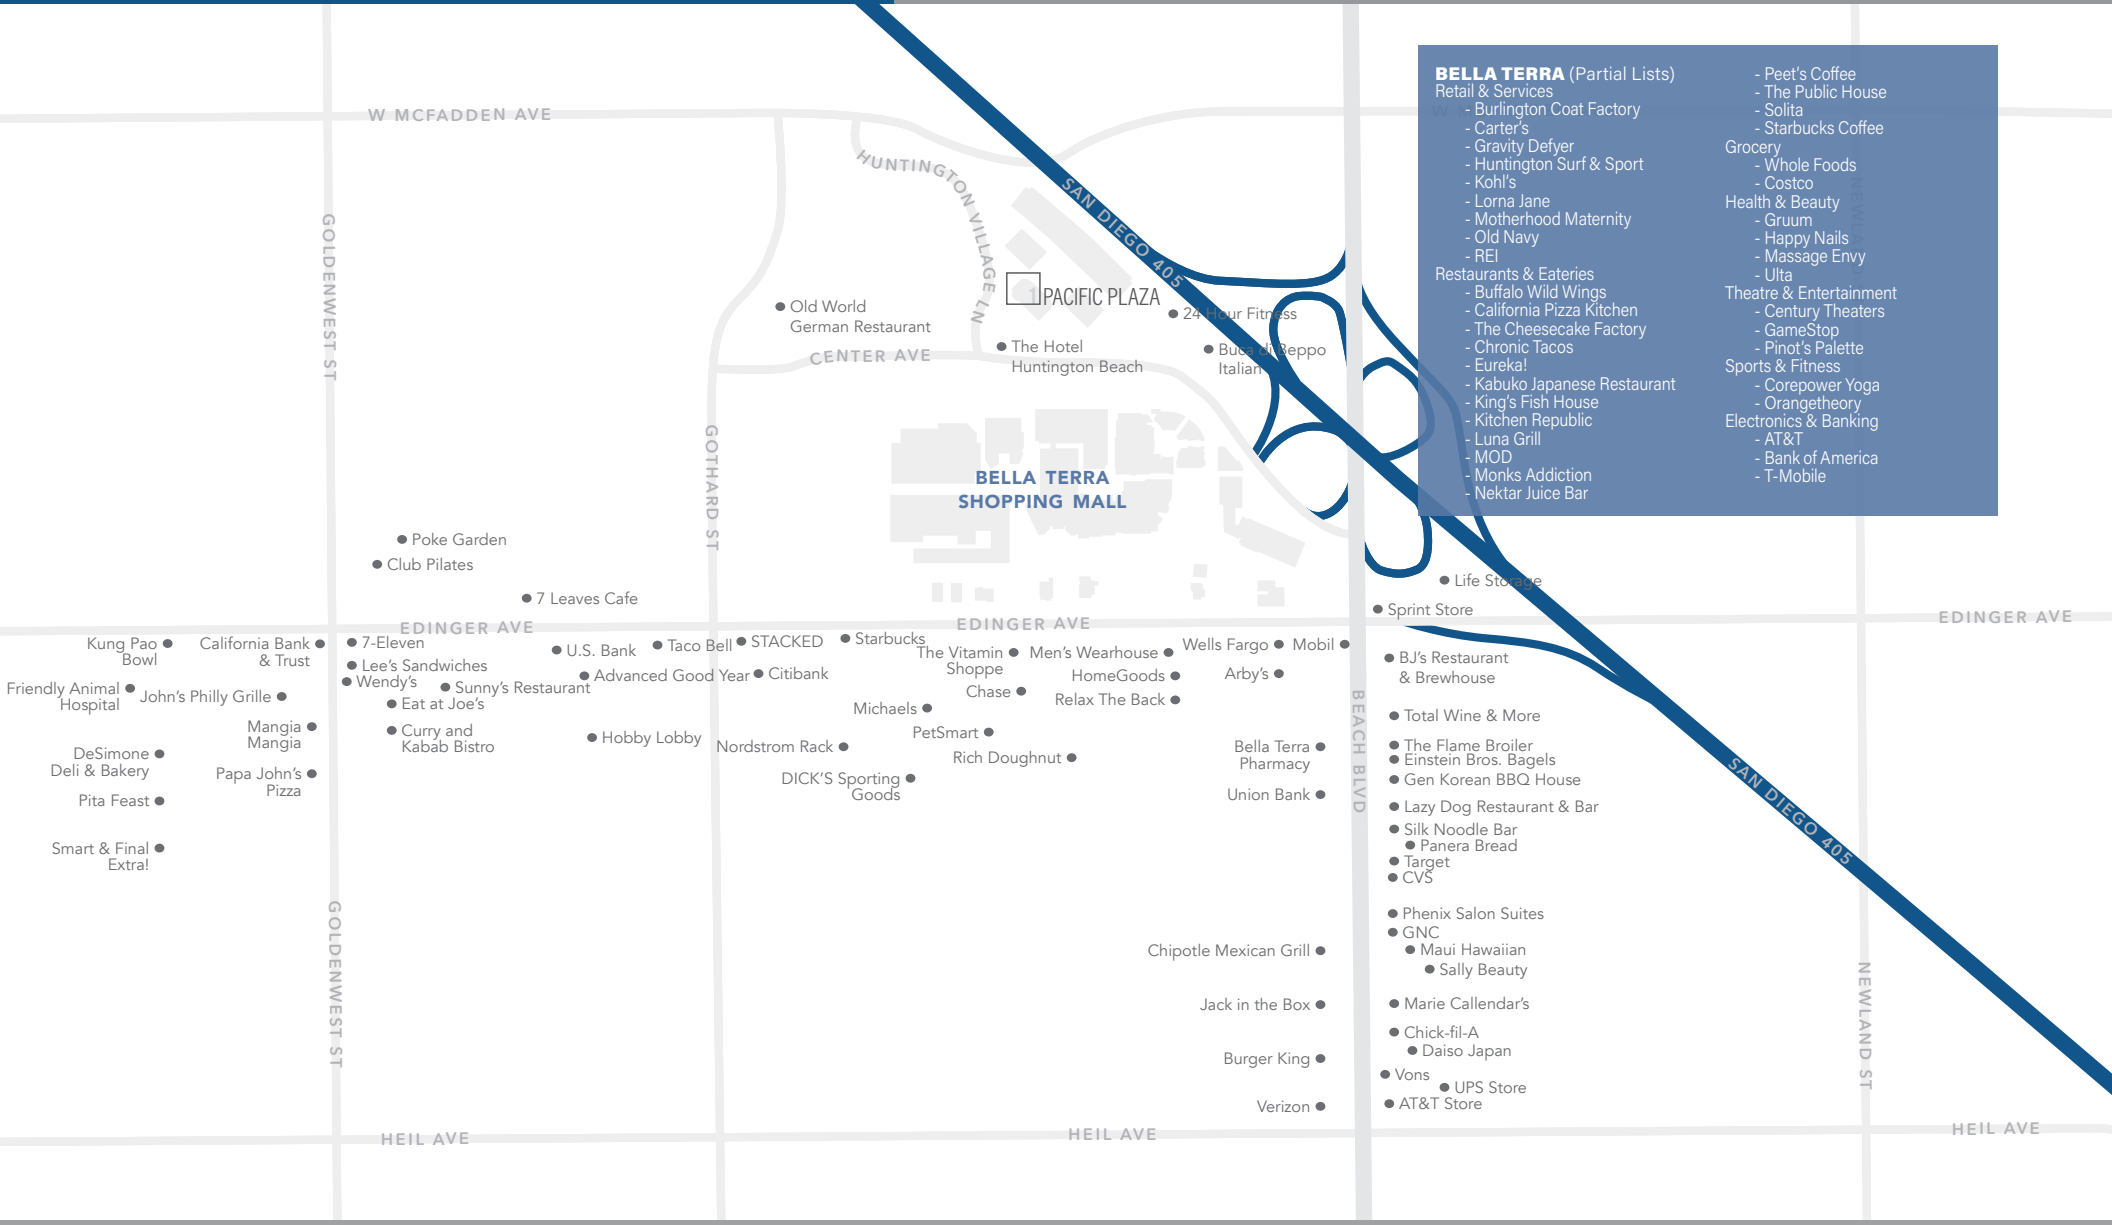 W MCFADDEN AVE
HUNTINGTON VILLAGE LN
SAN DIEGO 405
GOLDENWEST ST
PACIFIC PLAZA
Old World
German Restaurant
CENTER AVE
The Hotel
Huntington Beach
24 Hour Fitness
Buca di Beppo
Italian
BELLA TERRA (Partial Lists)
Retail & Services
- Burlington Coat Factory
- Carter's
- Gravity Defyer
- Huntington Surf & Sport
- Kohl's
- Lorna Jane
- Motherhood Maternity
- Old Navy
- REI
Restaurants & Eateries
- Buffalo Wild Wings
- California Pizza Kitchen
- The Cheesecake Factory
- Chronic Tacos
- Eureka!
- Kabuko Japanese Restaurant
- King's Fish House
- Kitchen Republic
- Luna Grill
- MOD
- Monks Addiction
- Nektar Juice Bar
- Peet's Coffee
- The Public House
- Solita
- Starbucks Coffee
Grocery
- Whole Foods
- Costco
Health & Beauty
- Gruum
- Happy Nails
- Massage Envy
- Ulta
Theatre & Entertainment
- Century Theaters
- GameStop
- Pinot's Palette
Sports & Fitness
- Corepower Yoga
- Orangetheory
Electronics & Banking
- AT&T
- Bank of America
- T-Mobile
GOTHARD ST
BELLA TERRA
SHOPPING MALL
Poke Garden
Club Pilates
7 Leaves Cafe
Life Storage
Sprint Store
EDINGER AVE
EDINGER AVE
EDINGER AVE
Kung Pao
Bowl
California Bank
& Trust
Friendly Animal
Hospital
John's Philly Grille
Mangia
Mangia
DeSimone
Deli & Bakery
Papa John's
Pizza
Pita Feast
Smart & Final
Extra!
7-Eleven
Lee's Sandwiches
Wendy's
Sunny's Restaurant
Eat at Joe's
Curry and
Kabab Bistro
U.S. Bank
Taco Bell
Advanced Good Year
Hobby Lobby
STACKED
Citibank
Starbucks
The Vitamin
Shoppe
Chase
Michaels
PetSmart
Nordstrom Rack
Rich Doughnut
DICK'S Sporting
Goods
Men's Wearhouse
HomeGoods
Relax The Back
Wells Fargo
Mobil
Arby's
Bella Terra
Pharmacy
Union Bank
Chipotle Mexican Grill
Jack in the Box
Burger King
Verizon
BEACH BLVD
BJ's Restaurant
& Brewhouse
Total Wine & More
The Flame Broiler
Einstein Bros. Bagels
Gen Korean BBQ House
Lazy Dog Restaurant & Bar
Silk Noodle Bar
Panera Bread
Target
CVS
Phenix Salon Suites
GNC
Maui Hawaiian
Sally Beauty
Marie Callendar's
Chick-fil-A
Daiso Japan
Vons
UPS Store
AT&T Store
SAN DIEGO 405
GOLDENWEST ST
NEWLAND ST
HEIL AVE
HEIL AVE
HEIL AVE